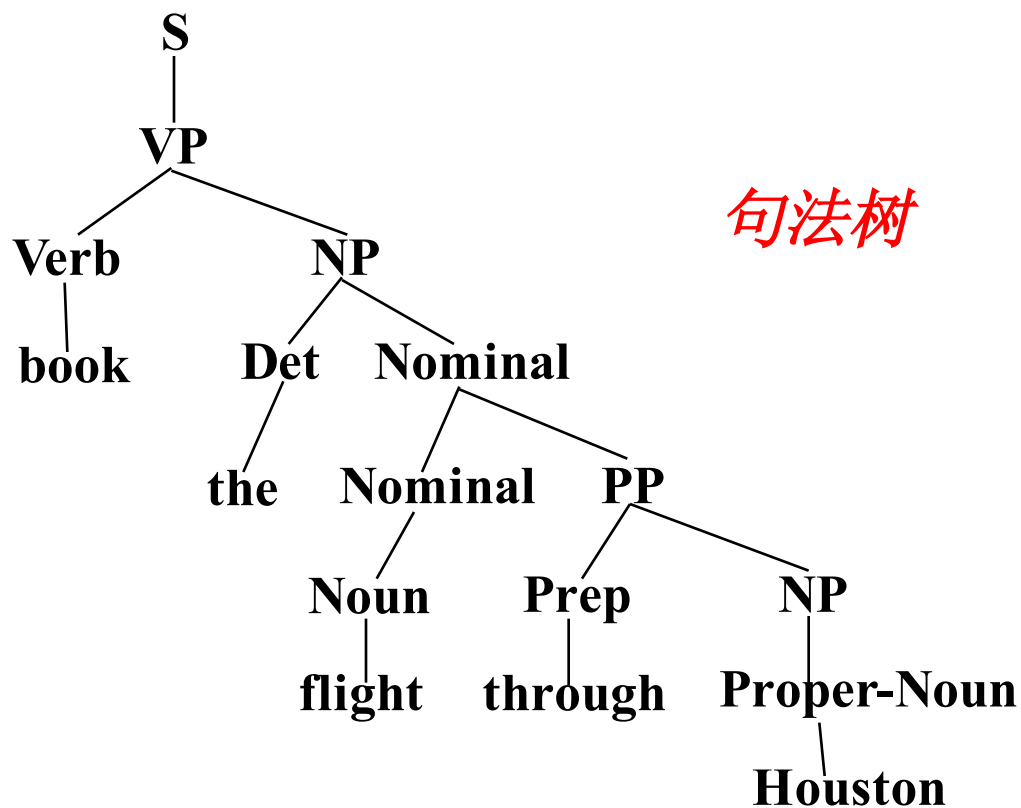 S
VP
句法树
Verb NP
book Det Nominal
the Nominal PP
Noun Prep NP
flight through Proper-Noun
Houston